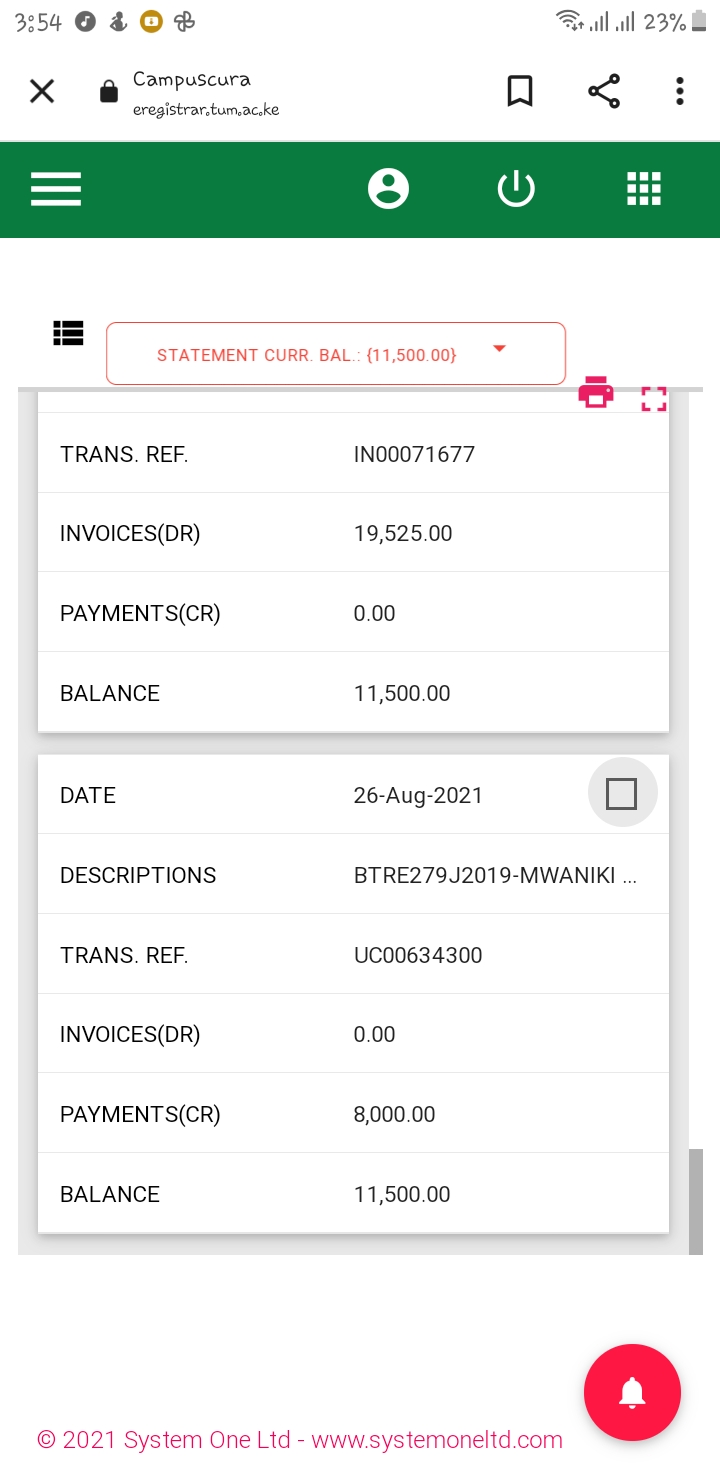 3:54
23%
Campuscura
eregistrar.tum.ac.ke
STATEMENT CURR. BAL.: {11,500.00}
TRANS. REF. IN00071677
INVOICES(DR) 19,525.00
PAYMENTS(CR) 0.00
BALANCE 11,500.00
DATE 26-Aug-2021
DESCRIPTIONS BTRE279J2019-MWANIKI ...
TRANS. REF. UC00634300
INVOICES(DR) 0.00
PAYMENTS(CR) 8,000.00
BALANCE 11,500.00
© 2021 System One Ltd - www.systemoneltd.com